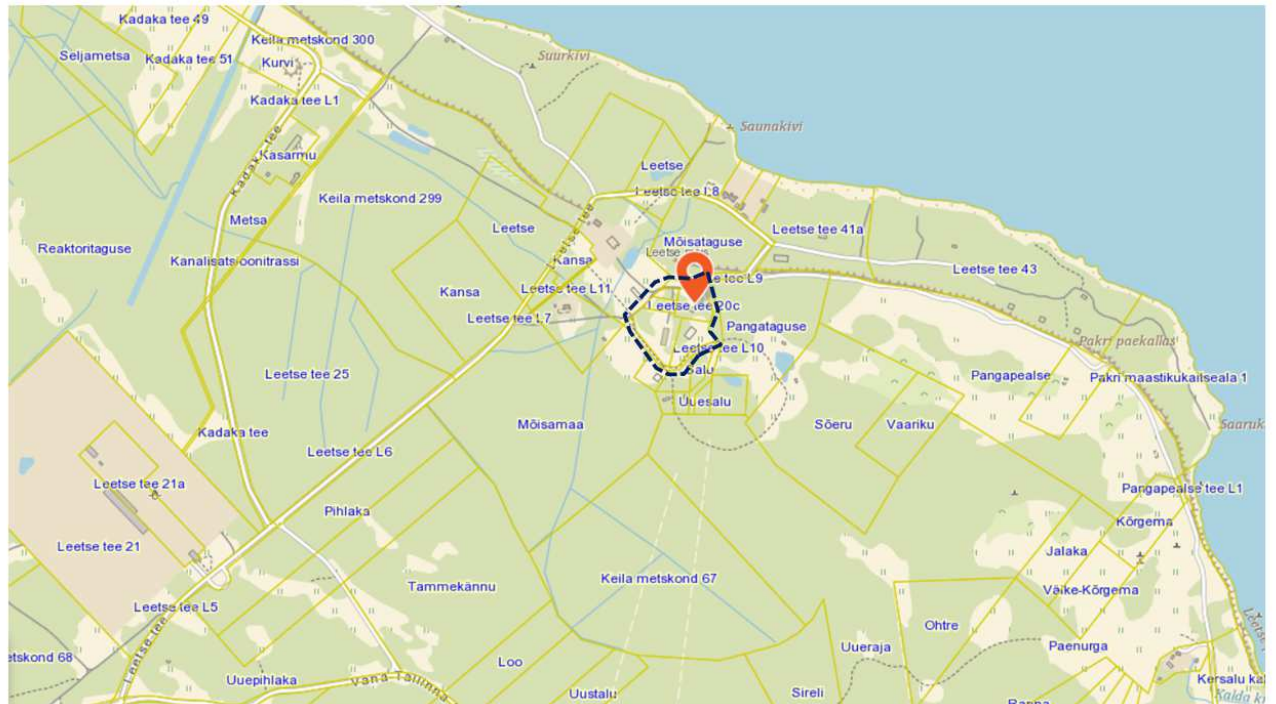 Kadaka tee 49
Keila metskond 300
Seljametsa
Kadaka tee 51
Kurvi
Suurkivi
Kadaka tee L1
Saunakivi
Kasarmu
Kadaka tee
Leetse
Leetse tee L8
Keila metskond 299
Metsa
Leetse
Leetse tee 41a
Reaktoritaguse
Mõisataguse
Leetse tee
Kanalisatsioonitrassi
Kansa
Leetse tee 43
Kansa
Leetse tee L11
Leetse tee 20c
Leetse tee L7
Pangataguse
Pakri paekallas
Leetse tee L10
Salu
Leetse tee 25
Pangapealse
Pakri maastikukaitseala 1
Uuesalu
Mõisamaa
Sõeru
Vaariku
Kadaka tee
Leetse tee L6
Leetse tee 21a
Pangapealse tee L1
Pihlaka
Kõrgema
Leetse tee 21
Jalaka
Keila metskond 67
Tammekännu
Väike-Kõrgema
Leetse tee L5
Ohtre
Leetse tee
Uueraja
Paenurga
etskond 68
Loo
Uuepihlaka
Vana Tallinna
Kersalu
Uustalu
Sireli